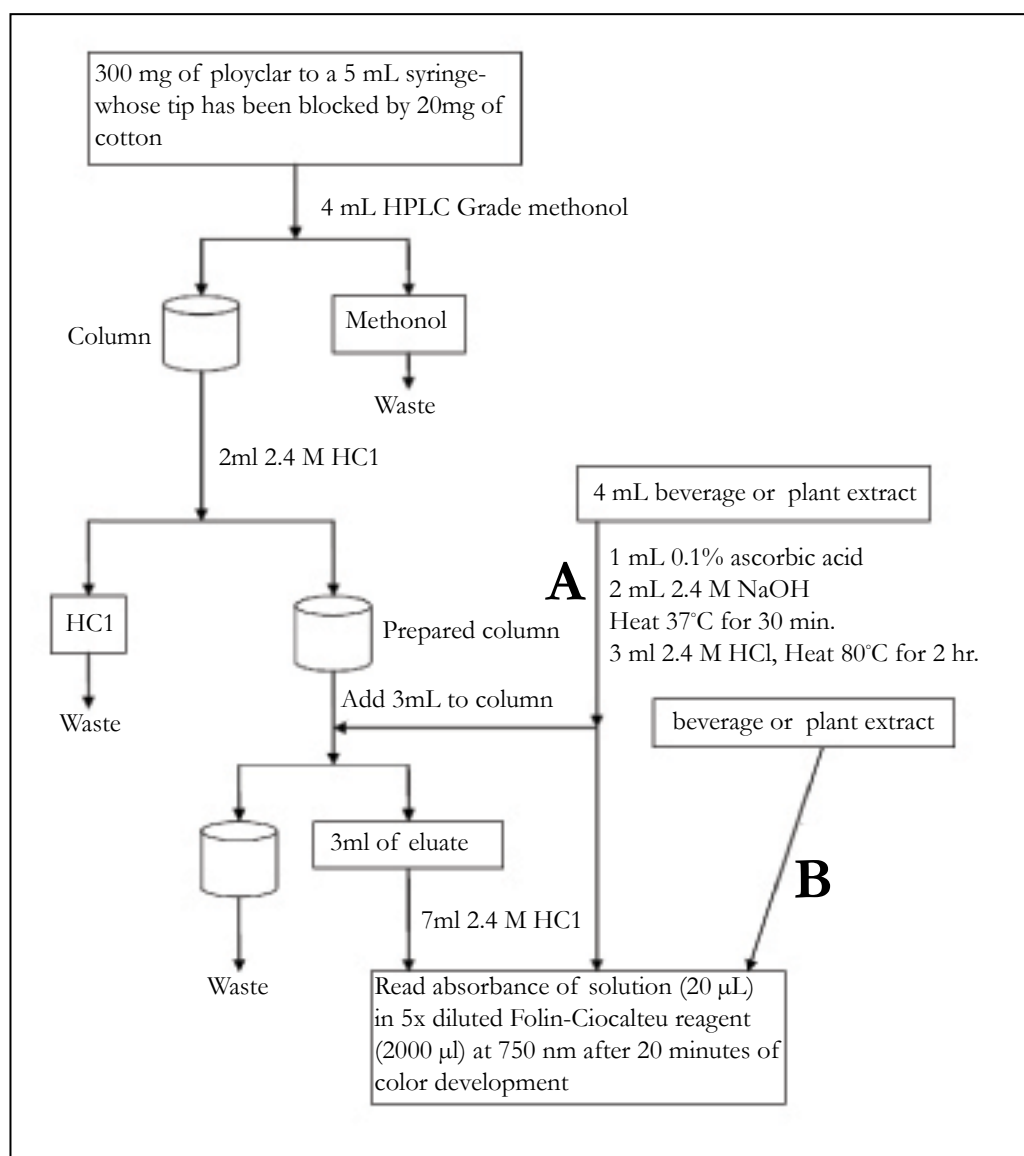 300 mg of ployclar to a 5 mL syringe-
whose tip has been blocked by 20mg of
cotton
4 mL HPLC Grade methonol
Column
Methonol
Waste
2ml 2.4 M HC1
4 mL beverage or plant extract
A
1 mL 0.1% ascorbic acid
2 mL 2.4 M NaOH
Heat 37°C for 30 min.
3 ml 2.4 M HCl, Heat 80°C for 2 hr.
HC1
Prepared column
Waste
Add 3mL to column
beverage or plant extract
3ml of eluate
B
7ml 2.4 M HC1
Waste
Read absorbance of solution (20 μL)
in 5x diluted Folin-Ciocalteu reagent
(2000 μl) at 750 nm after 20 minutes of
color development